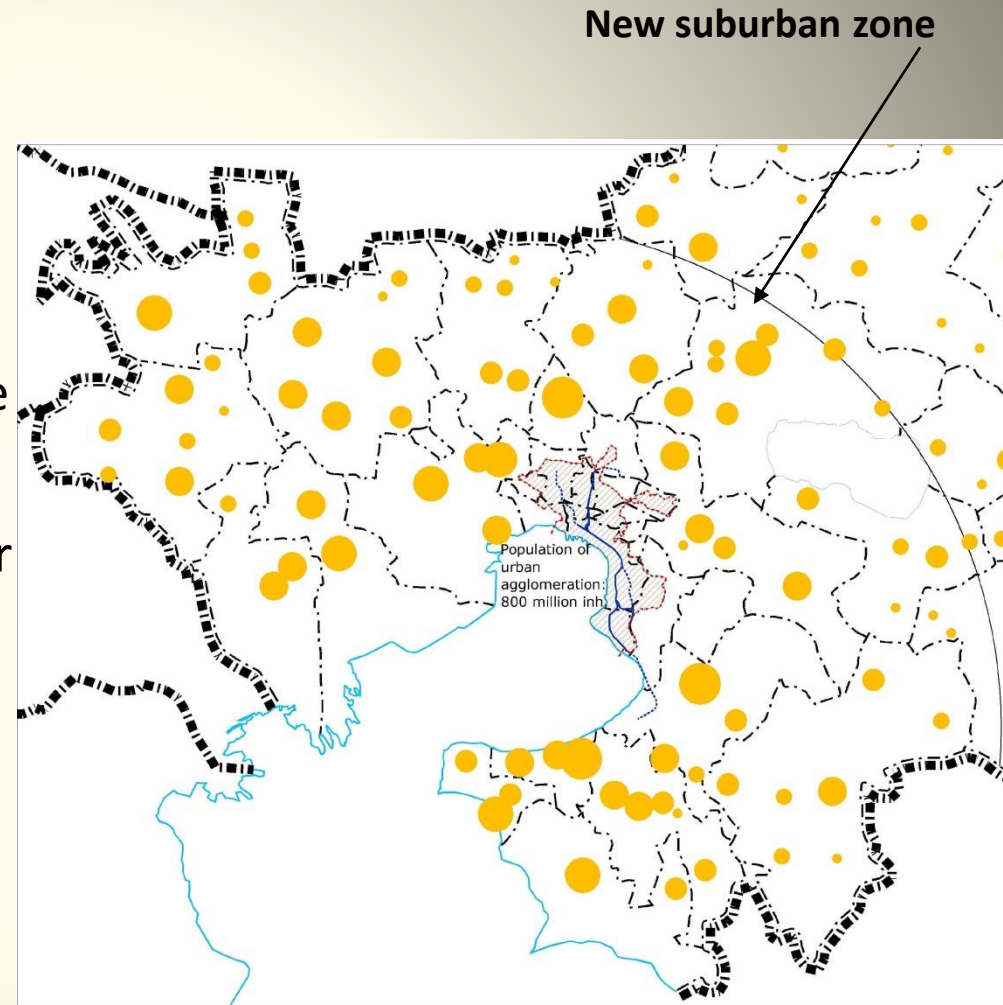 New suburban zone
Population of
urban
agglomeration:
800 million inh